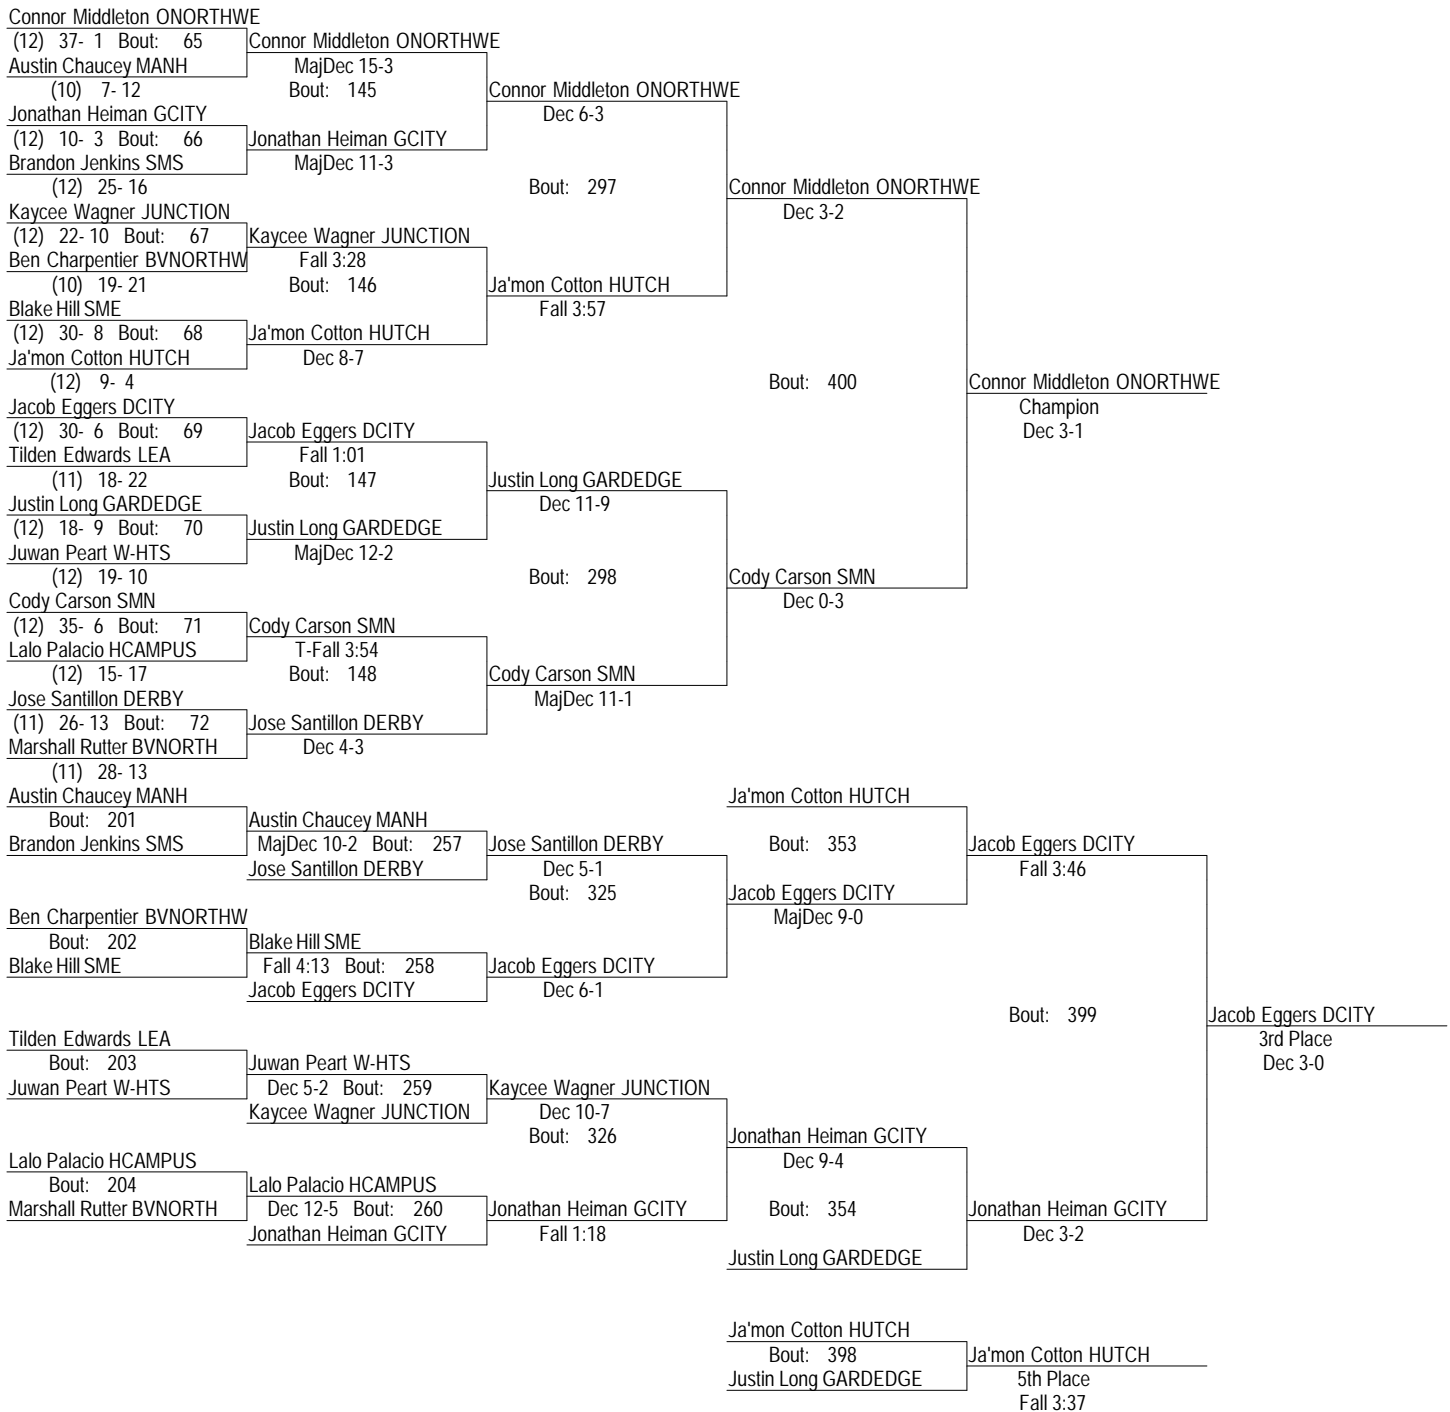 Connor Middleton ONORTHWE
(12) 37- 1 Bout: 65 Connor Middleton ONORTHWE
Austin Chaucey MANH MajDec 15-3
(10) 7- 12 Bout: 145 Connor Middleton ONORTHWE
Jonathan Heiman GCITY Dec 6-3
(12) 10- 3 Bout: 66 Jonathan Heiman GCITY
Brandon Jenkins SMS MajDec 11-3
(12) 25- 16 Bout: 297 Connor Middleton ONORTHWE
Kaycee Wagner JUNCTION Dec 3-2
(12) 22- 10 Bout: 67 Kaycee Wagner JUNCTION
Ben Charpentier BVNORTHW Fall 3:28
(10) 19- 21 Bout: 146 Ja'mon Cotton HUTCH
Blake Hill SME Fall 3:57
(12) 30- 8 Bout: 68 Ja'mon Cotton HUTCH
Ja'mon Cotton HUTCH Dec 8-7
(12) 9- 4 Bout: 400 Connor Middleton ONORTHWE
Jacob Eggers DCITY Champion
(12) 30- 6 Bout: 69 Jacob Eggers DCITY Dec 3-1
Tilden Edwards LEA Fall 1:01
(11) 18- 22 Bout: 147 Justin Long GARDEDGE
Justin Long GARDEDGE Dec 11-9
(12) 18- 9 Bout: 70 Justin Long GARDEDGE
Juwan Peart W-HTS MajDec 12-2
(12) 19- 10 Bout: 298 Cody Carson SMN
Cody Carson SMN Dec 0-3
(12) 35- 6 Bout: 71 Cody Carson SMN
Lalo Palacio HCAMPUS T-Fall 3:54
(12) 15- 17 Bout: 148 Cody Carson SMN
Jose Santillon DERBY MajDec 11-1
(11) 26- 13 Bout: 72 Jose Santillon DERBY
Marshall Rutter BVNORTH Dec 4-3
(11) 28- 13
Austin Chaucey MANH Ja'mon Cotton HUTCH
Bout: 201 Austin Chaucey MANH
Brandon Jenkins SMS MajDec 10-2 Bout: 257 Jose Santillon DERBY Bout: 353 Jacob Eggers DCITY
Jose Santillon DERBY Dec 5-1 Fall 3:46
Bout: 325 Jacob Eggers DCITY
Ben Charpentier BVNORTHW MajDec 9-0
Bout: 202 Blake Hill SME
Blake Hill SME Fall 4:13 Bout: 258 Jacob Eggers DCITY
Jacob Eggers DCITY Dec 6-1
Bout: 399 Jacob Eggers DCITY
Tilden Edwards LEA 3rd Place
Bout: 203 Juwan Peart W-HTS Dec 3-0
Juwan Peart W-HTS Dec 5-2 Bout: 259 Kaycee Wagner JUNCTION
Kaycee Wagner JUNCTION Dec 10-7
Bout: 326 Jonathan Heiman GCITY
Lalo Palacio HCAMPUS Dec 9-4
Bout: 204 Lalo Palacio HCAMPUS
Marshall Rutter BVNORTH Dec 12-5 Bout: 260 Jonathan Heiman GCITY Bout: 354 Jonathan Heiman GCITY
Jonathan Heiman GCITY Fall 1:18 Dec 3-2
Justin Long GARDEDGE
Ja'mon Cotton HUTCH
Bout: 398 Ja'mon Cotton HUTCH
Justin Long GARDEDGE 5th Place
Fall 3:37